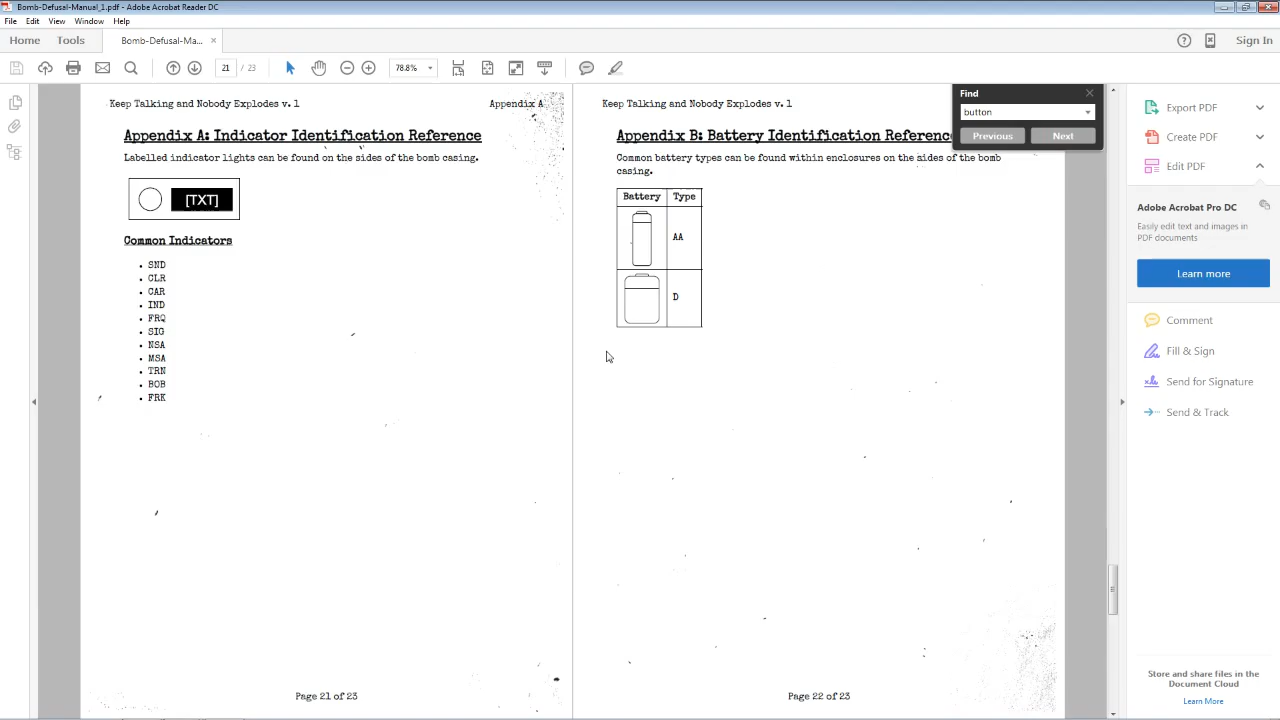 Bomb-Defusal-Manual_1.pdf - Adobe Acrobat Reader DC
File Edit View Window Help
Home Tools Bomb-Defusal-Ma... × Sign In
21 / 23 78.8%
Keep Talking and Nobody Explodes v. 1 Appendix A
Appendix A: Indicator Identification Reference
Labelled indicator lights can be found on the sides of the bomb casing.
[TXT]
Common Indicators
• SND
• CLR
• CAR
• IND
• FRQ
• SIG
• NSA
• MSA
• TRN
• BOB
• FRK
Page 21 of 23
Keep Talking and Nobody Explodes v. 1
Appendix B: Battery Identification Referenc
Common battery types can be found within enclosures on the sides of the bomb
casing.
Battery Type
AA
D
Page 22 of 23
Find
button
Previous Next
Export PDF
Create PDF
Edit PDF
Adobe Acrobat Pro DC
Easily edit text and images in
PDF documents
Learn more
Comment
Fill & Sign
Send for Signature
Send & Track
Store and share files in the
Document Cloud
Learn More